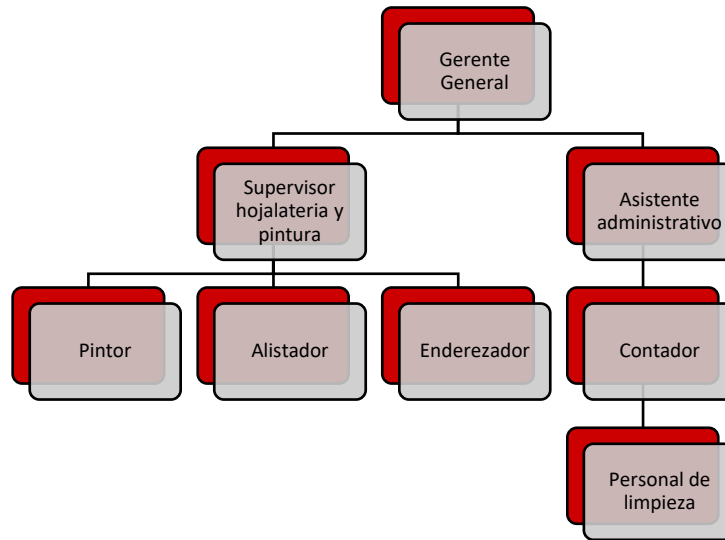 Gerente
General
Supervisor
hojalateria y
pintura
Asistente
administrativo
Pintor
Alistador
Enderezador
Contador
Personal de
limpieza